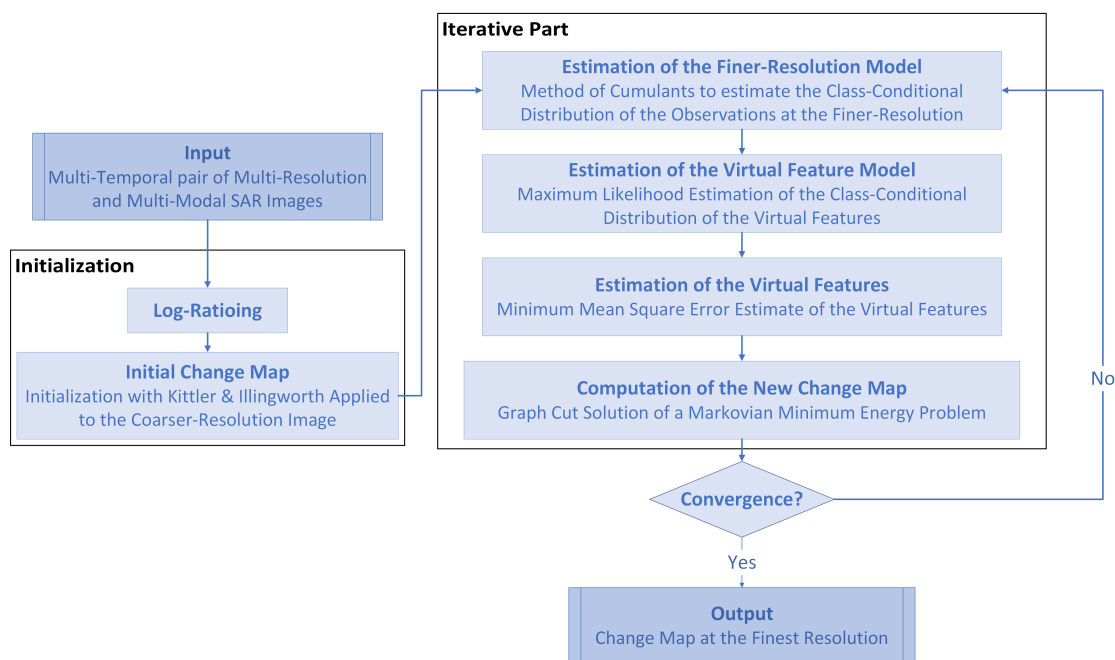 Input
Multi-Temporal pair of Multi-Resolution
and Multi-Modal SAR Images
Initialization
Log-Ratioing
Initial Change Map
Initialization with Kittler & Illingworth Applied
to the Coarser-Resolution Image
Iterative Part
Estimation of the Finer-Resolution Model
Method of Cumulants to estimate the Class-Conditional
Distribution of the Observations at the Finer-Resolution
Estimation of the Virtual Feature Model
Maximum Likelihood Estimation of the Class-Conditional
Distribution of the Virtual Features
Estimation of the Virtual Features
Minimum Mean Square Error Estimate of the Virtual Features
Computation of the New Change Map
Graph Cut Solution of a Markovian Minimum Energy Problem
Convergence?
No
Yes
Output
Change Map at the Finest Resolution